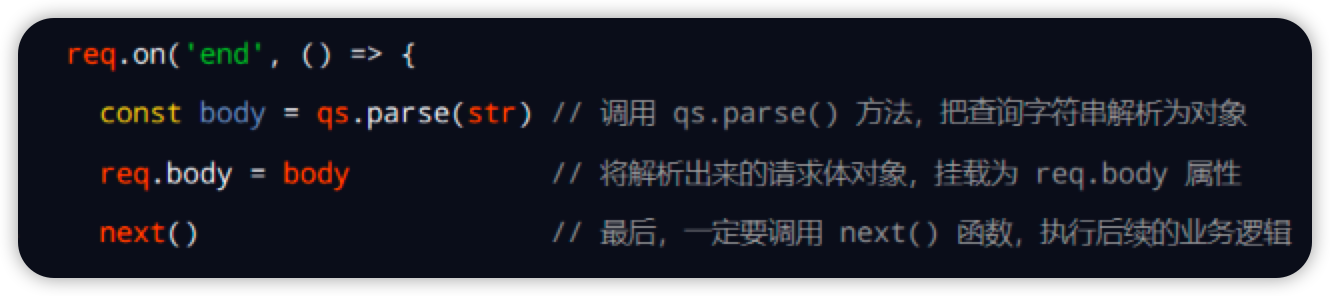 req.on('end', () => {
const body = qs.parse(str) // 调用 qs.parse() 方法，把查询字符串解析为对象
req.body = body // 将解析出来的请求体对象，挂载为 req.body 属性
next() // 最后，一定要调用 next() 函数，执行后续的业务逻辑